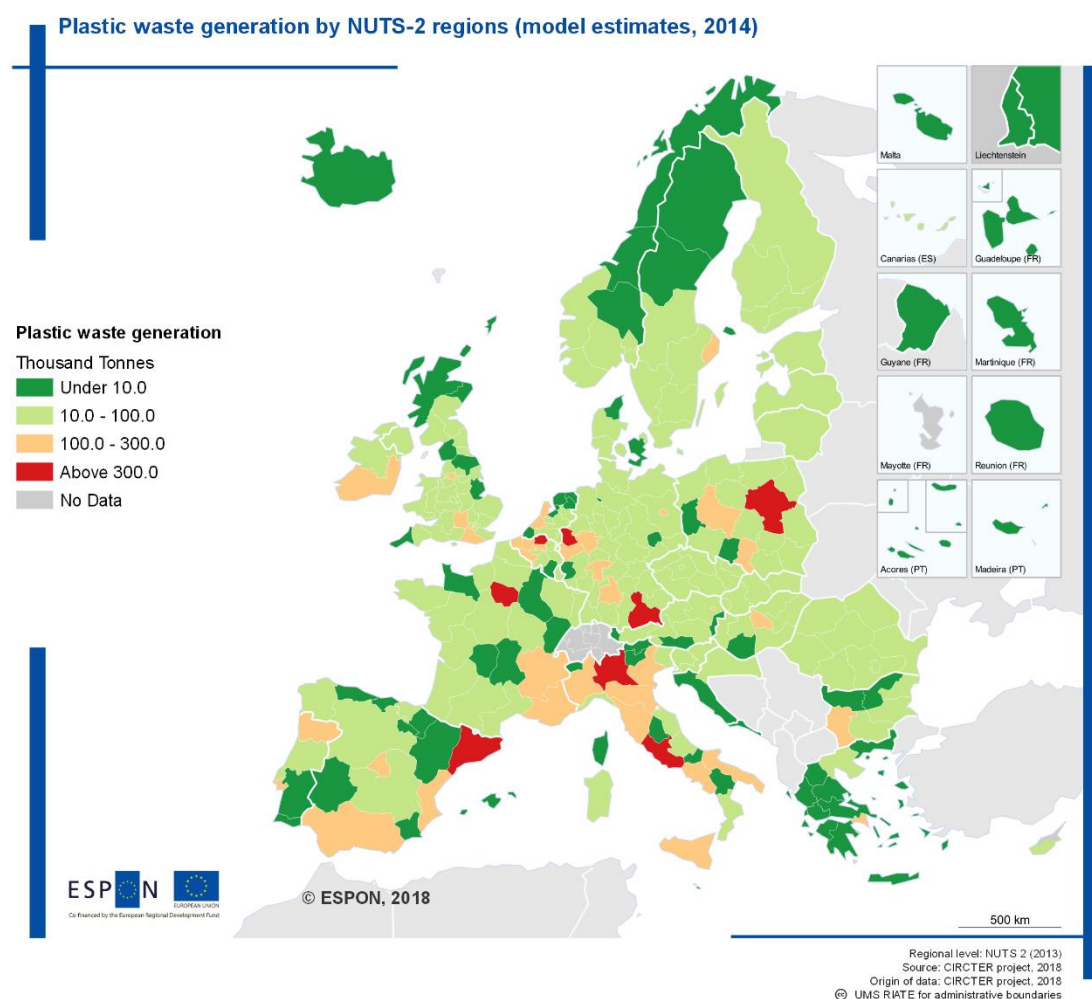 Plastic waste generation by NUTS-2 regions (model estimates, 2014)
Malta
Liechtenstein
Canarias (ES)
Guadeloupe (FR)
Guyane (FR)
Martinique (FR)
Mayotte (FR)
Reunion (FR)
Acores (PT)
Madeira (PT)
Plastic waste generation
Thousand Tonnes
Under 10.0
10.0 - 100.0
100.0 - 300.0
Above 300.0
No Data
ESPON
EUROPEAN UNION
Co-financed by the European Regional Development Fund
© ESPON, 2018
500 km
Regional level: NUTS 2 (2013)
Source: CIRCTER project, 2018
Origin of data: CIRCTER project, 2018
cc UMS RIATE for administrative boundaries